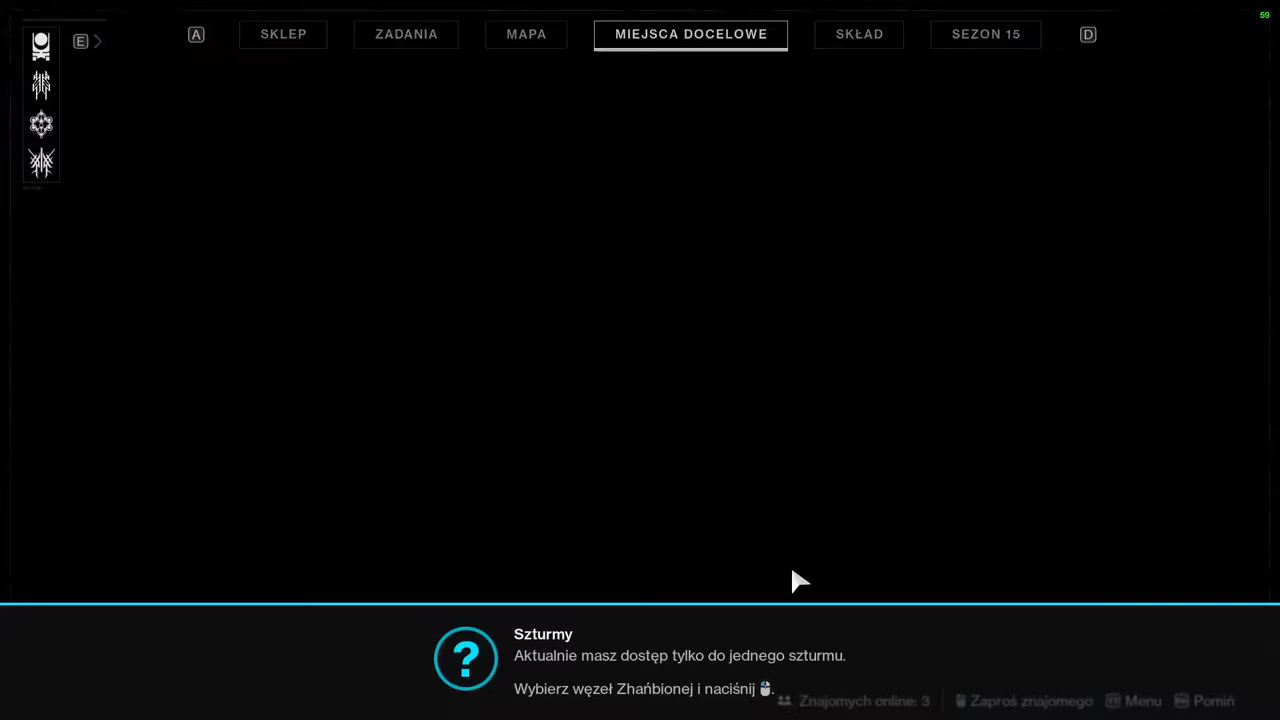 59
E
A
SKLEP
ZADANIA
MAPA
MIEJSCA DOCELOWE
SKŁAD
SEZON 15
D
Szturmy
Aktualnie masz dostęp tylko do jednego szturmu.
Wybierz węzeł Zhańbionej i naciśnij
Znajomych online: 3
Zaproś znajomego
Menu
Pomiń